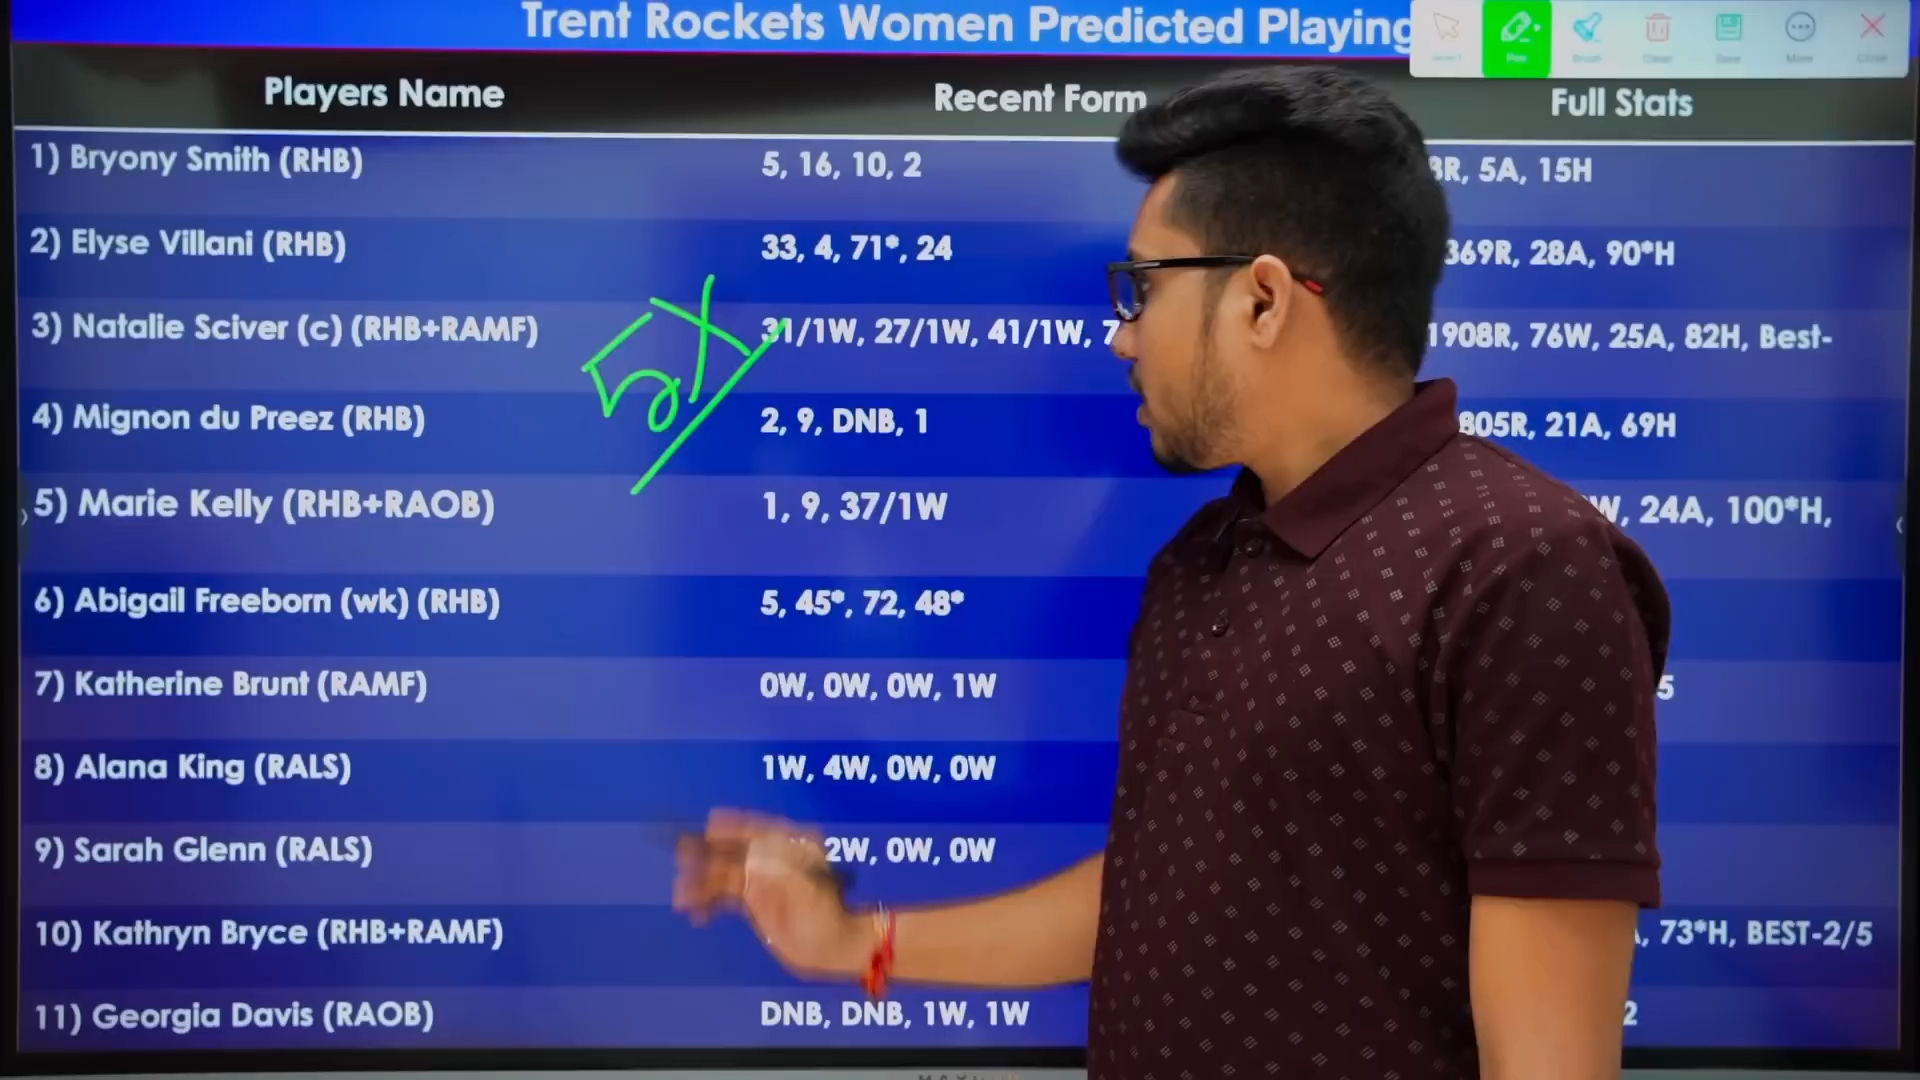 Trent Rockets Women Predicted Playing
Players Name Recent Form Full Stats
1) Bryony Smith (RHB) 5, 16, 10, 2 8R, 5A, 15H
2) Elyse Villani (RHB) 33, 4, 71*, 24 369R, 28A, 90*H
3) Natalie Sciver (c) (RHB+RAMF) 31/1W, 27/1W, 41/1W, 7 1908R, 76W, 25A, 82H, Best-
5X
4) Mignon du Preez (RHB) 2, 9, DNB, 1 805R, 21A, 69H
5) Marie Kelly (RHB+RAOB) 1, 9, 37/1W W, 24A, 100*H,
6) Abigail Freeborn (wk) (RHB) 5, 45*, 72, 48*
7) Katherine Brunt (RAMF) 0W, 0W, 0W, 1W 5
8) Alana King (RALS) 1W, 4W, 0W, 0W
9) Sarah Glenn (RALS) 2W, 0W, 0W
10) Kathryn Bryce (RHB+RAMF) 73*H, BEST-2/5
11) Georgia Davis (RAOB) DNB, DNB, 1W, 1W 2